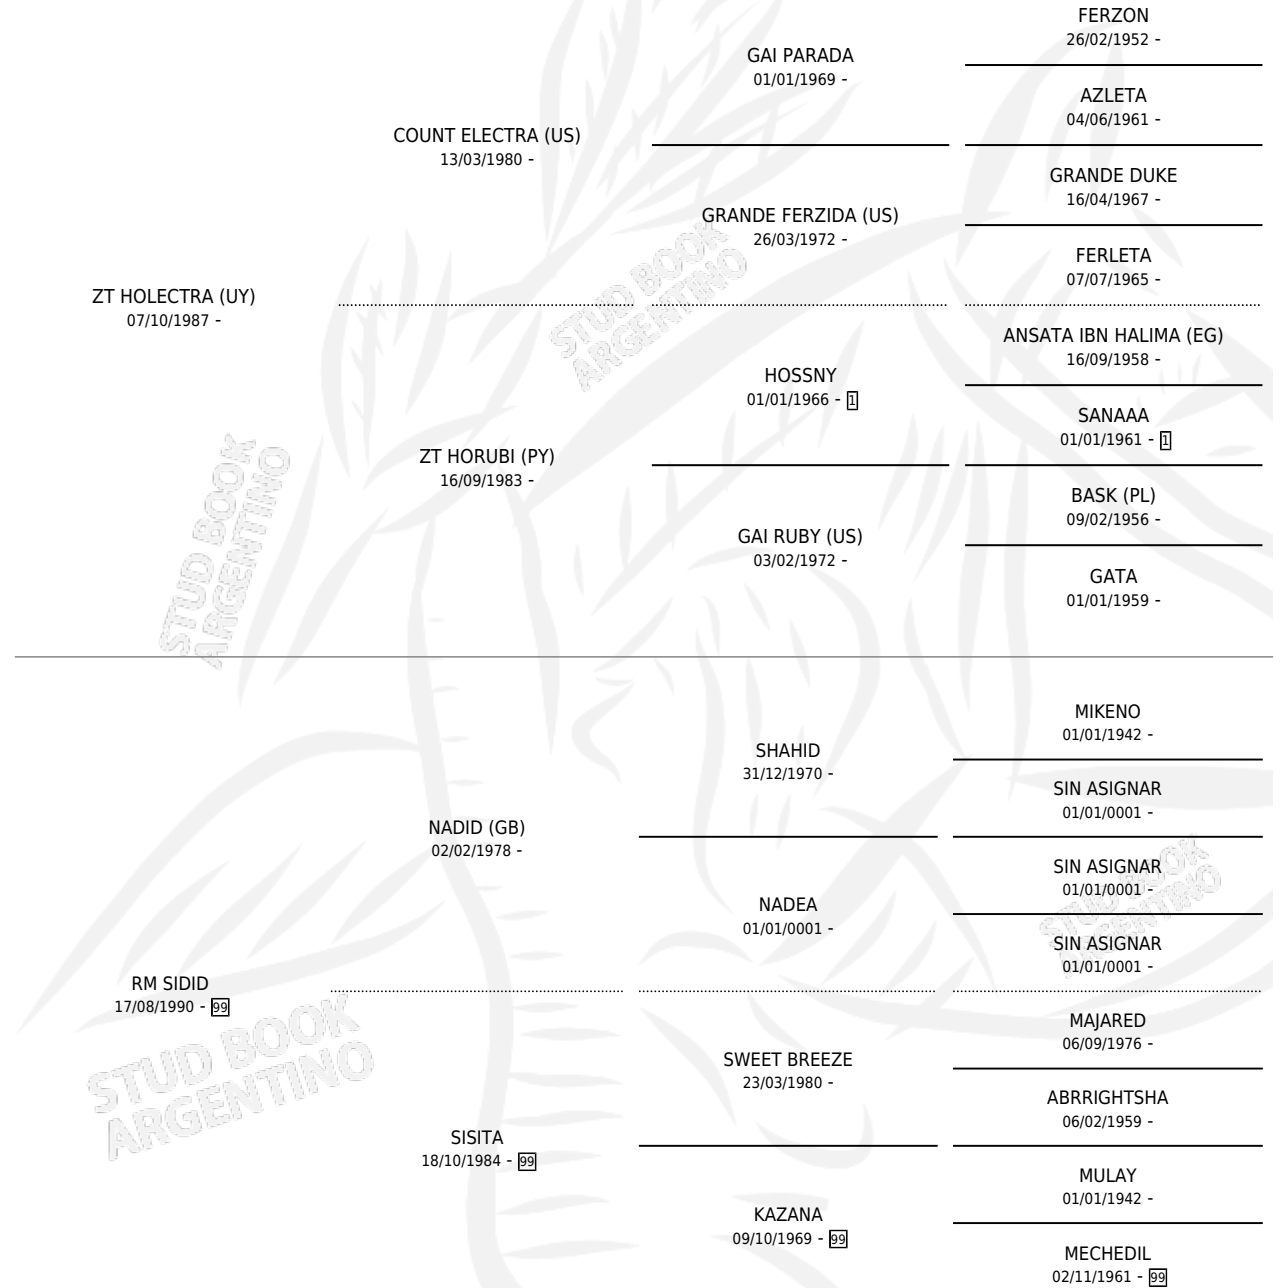 FERZON
26/02/1952 -
GAI PARADA
01/01/1969 -
AZLETA
04/06/1961 -
COUNT ELECTRA (US)
13/03/1980 -
GRANDE DUKE
16/04/1967 -
GRANDE FERZIDA (US)
26/03/1972 -
FERLETA
07/07/1965 -
ZT HOLECTRA (UY)
07/10/1987 -
ANSATA IBN HALIMA (EG)
16/09/1958 -
HOSSNY
01/01/1966 - 1
SANAAA
01/01/1961 - 1
ZT HORUBI (PY)
16/09/1983 -
BASK (PL)
09/02/1956 -
GAI RUBY (US)
03/02/1972 -
GATA
01/01/1959 -
STUD BOOK
ARGENTINO
STUD BOOK
ARGENTINO
MIKENO
01/01/1942 -
SHAHID
31/12/1970 -
SIN ASIGNAR
01/01/0001 -
NADID (GB)
02/02/1978 -
SIN ASIGNAR
01/01/0001 -
NADEA
01/01/0001 -
SIN ASIGNAR
01/01/0001 -
RM SIDID
17/08/1990 - 99
MAJARED
06/09/1976 -
SWEET BREEZE
23/03/1980 -
ABRRIGHTSHA
06/02/1959 -
SISITA
18/10/1984 - 99
MULAY
01/01/1942 -
KAZANA
09/10/1969 - 99
MECHEDIL
02/11/1961 - 99
STUD BOOK
ARGENTINO
STUD BOOK
ARGENTINO